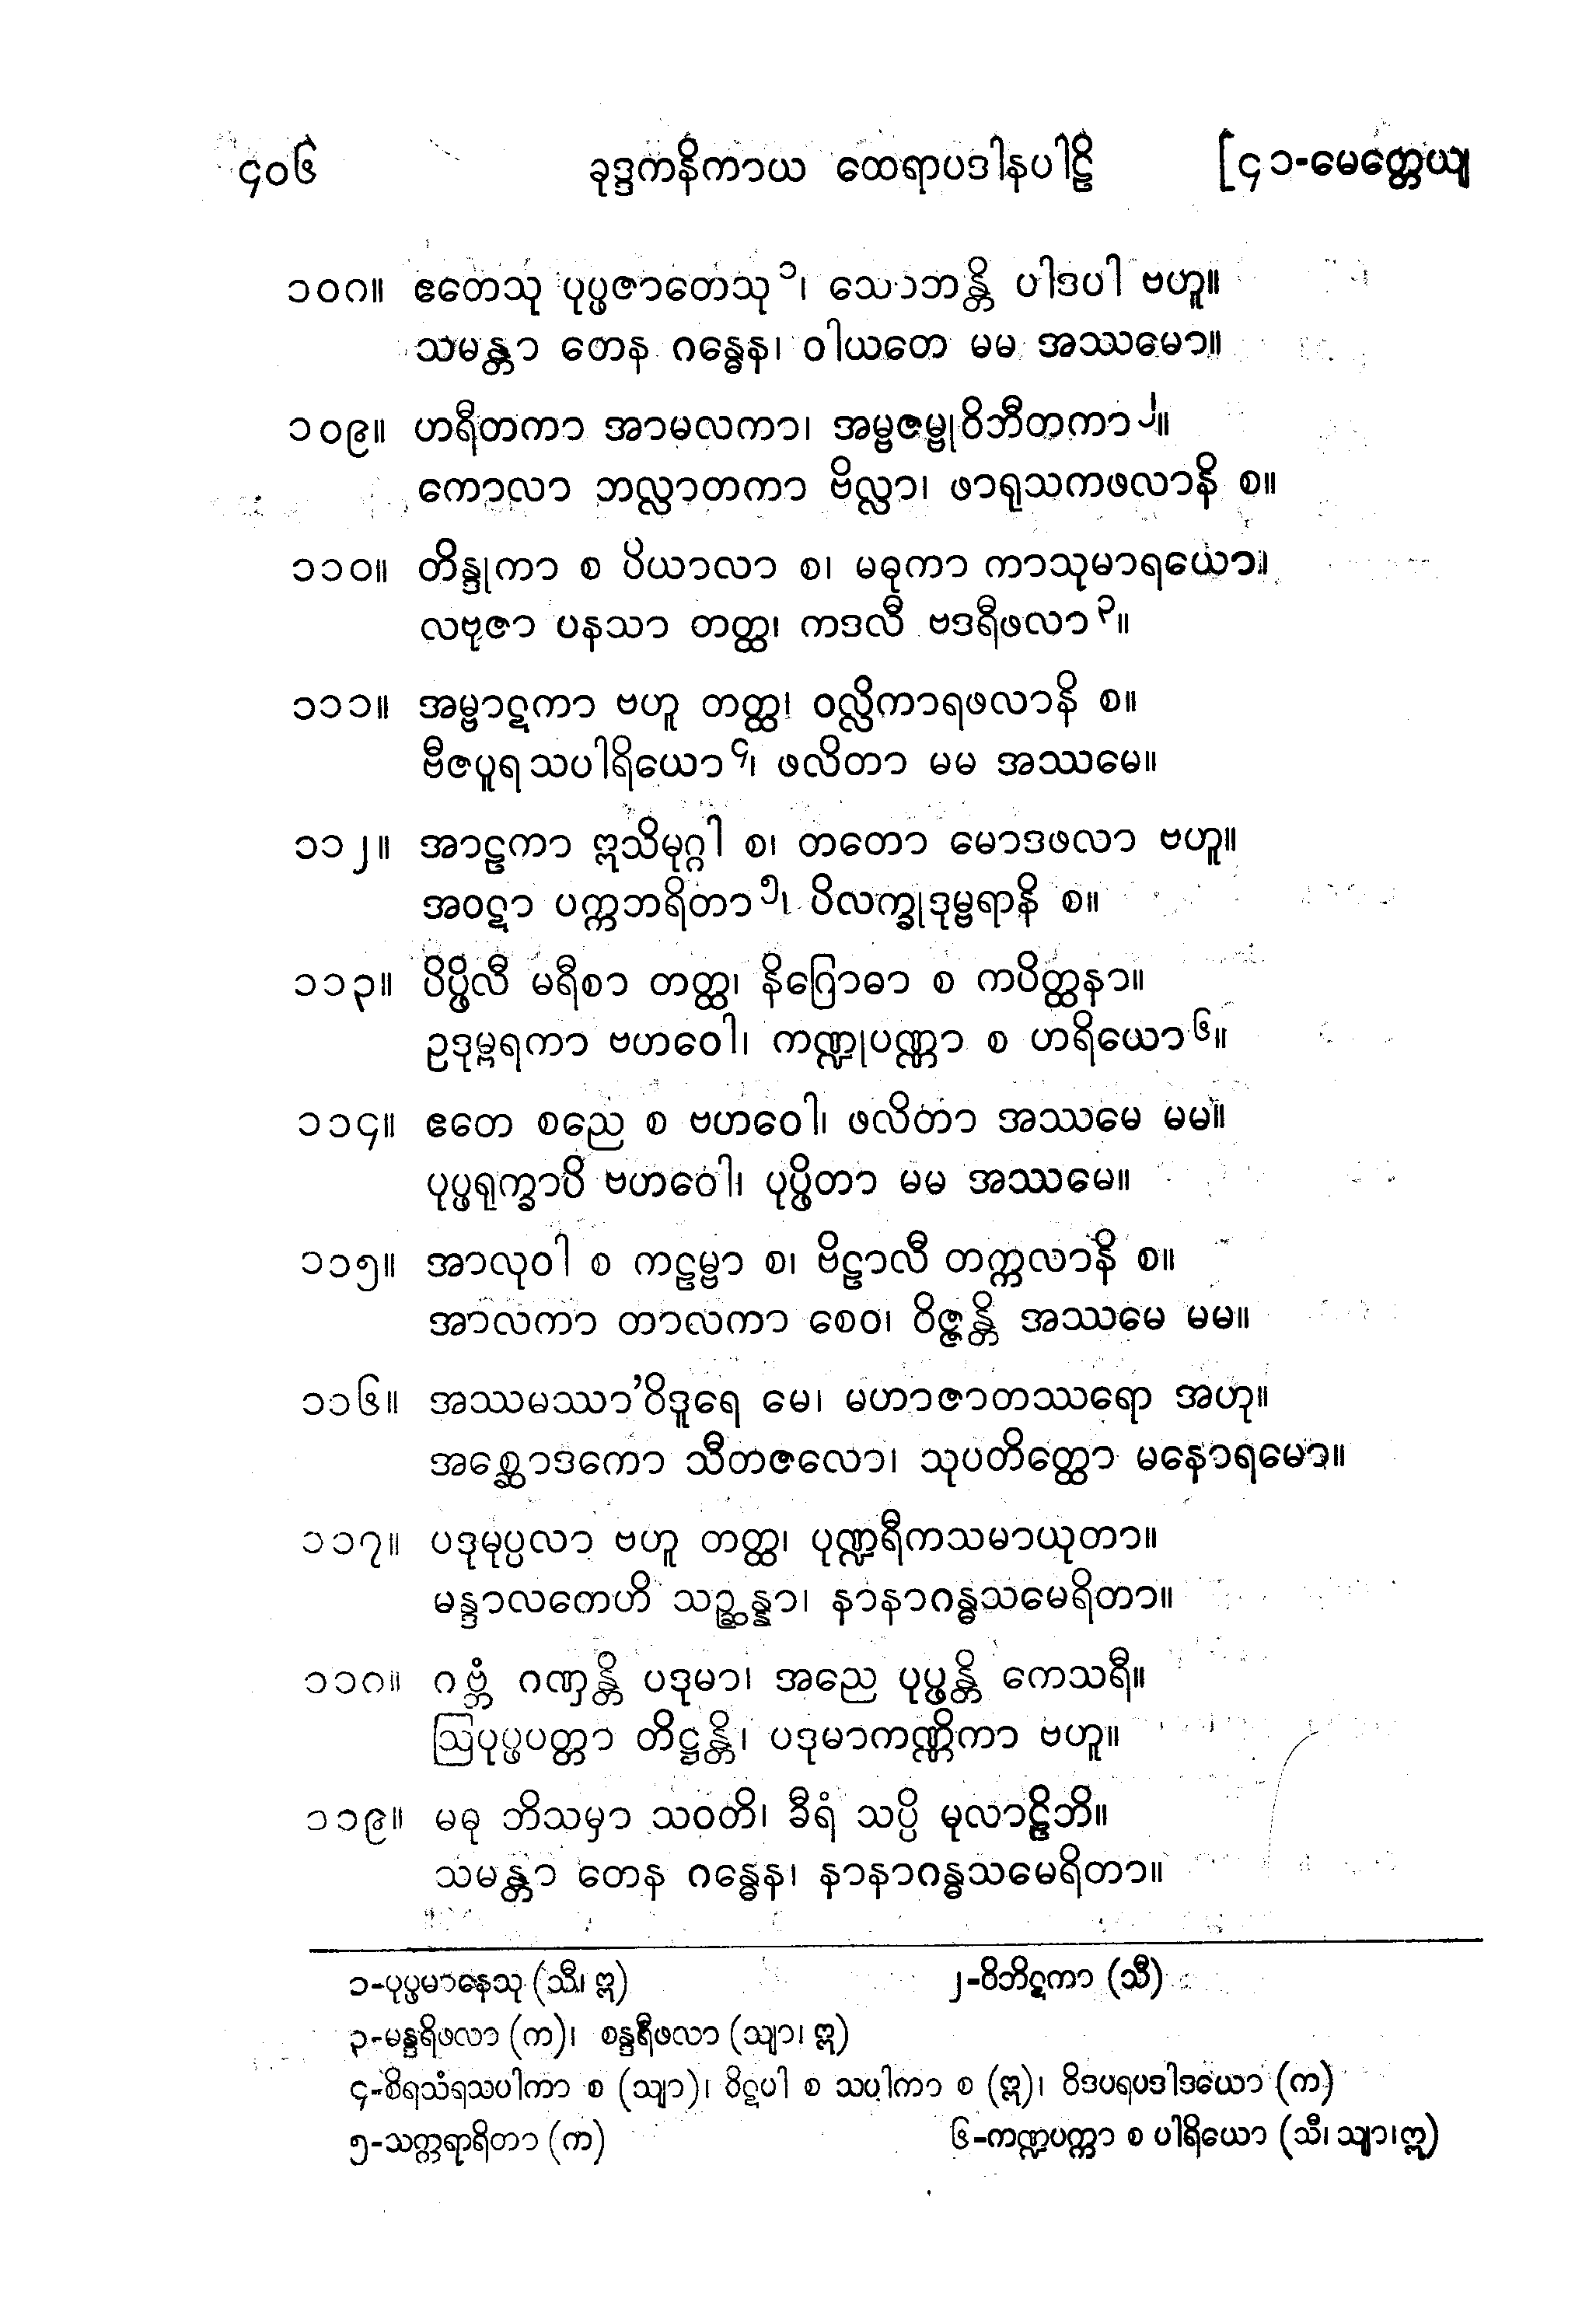 ၄၀၆ ခုဒ္ဒကနိကာယ ထေရာပဒါနပါဠိ [၄၁-မေတ္တေယျ
၁၀၈။ ဧတေသု ပုပ္ဖဇာတေသု၁၊ သောဘန္တိ ပါဒပါ ဗဟူ။
သမန္တာ တေန ဂန္ဓေန၊ ဝါယတေ မမ အဿမော။
၁၀၉။ ဟရီတကာ အာမလကာ၊ အမ္ဗဇမ္ဗုဝိဘီတကာ၂။
ကောလာ ဘလ္လာတကာ ဗိလ္လာ၊ ဖာရုသကဖလာနိ စ။
၁၁၀။ တိန္ဒုကာ စ ပိယာလာ စ၊ မဓုကာ ကာသုမာရယော။
လဗုဇာ ပနသာ တတ္ထ၊ ကဒလီ ဗဒရီဖလာ၃။
၁၁၁။ အမ္ဗာဋကာ ဗဟူ တတ္ထ၊ ဝလ္လိကာရဖလာနိ စ။
ဗီဇပူရသပါရိယော၄၊ ဖလိတာ မမ အဿမေ။
၁၁၂။ အာဠကာ ဣသိမုဂ္ဂါ စ၊ တတော မောဒဖလာ ဗဟူ။
အဝဋာ ပက္ကဘရိတာ၅၊ ပိလက္ခုဒုမ္ဗရာနိ စ။
၁၁၃။ ပိပ္ဖိလီ မရီစာ တတ္ထ၊ နိဂြောဓာ စ ကပိတ္ထနာ။
ဥဒုမ္ဗရကာ ဗဟဝေါ၊ ကဏ္ဍုပဏ္ဏာ စ ဟရိယော၆။
၁၁၄။ ဧတေ စညေ စ ဗဟဝေါ၊ ဖလိတာ အဿမေ မမ။
ပုပ္ဖရုက္ခာပိ ဗဟဝေါ၊ ပုပ္ဖိတာ မမ အဿမေ။
၁၁၅။ အာလုဝါ စ ကဠမ္ဗာ စ၊ ဗိဠာလီ တက္ကလာနိ စ။
အာလကာ တာလကာ စေဝ၊ ဝိဇ္ဇန္တိ အဿမေ မမ။
၁၁၆။ အဿမဿာ’ဝိဒူရေ မေ၊ မဟာဇာတဿရော အဟု။
အစ္ဆောဒကော သီတဇလော၊ သုပတိတ္ထော မနောရမော။
၁၁၇။ ပဒုမုပ္ပလာ ဗဟူ တတ္ထ၊ ပုဏ္ဍရီကသမာယုတာ။
မန္ဒာလကေဟိ သဉ္ဆန္နာ၊ နာနာဂန္ဓသမေရိတာ။
၁၁၈။ ဂဗ္ဘံ ဂဏှန္တိ ပဒုမာ၊ အညေ ပုပ္ဖန္တိ ကေသရီ။
ဩပုပ္ဖပတ္တာ တိဋ္ဌန္တိ၊ ပဒုမာကဏ္ဏိကာ ဗဟူ။
၁၁၉။ မဓု ဘိသမှာ သဝတိ၊ ခီရံ သပ္ပိ မုလာဠိဘိ။
သမန္တာ တေန ဂန္ဓေန၊ နာနာဂန္ဓသမေရိတာ။
၁-ပုပ္ဖမာနေသု (သီ၊ ဣ) ၂-ဝိဘိဋကာ (သီ)
၃-မန္ဒရိဖလာ (က)၊ စန္ဒရီဖလာ (သျာ၊ ဣ)
၄-စိရသံရသပါကာ စ (သျာ)၊ ဝိဋပါ စ သပါကာ စ (ဣ)၊ ဝိဒပရပဒါဒယော (က)
၅-သက္ကရာရိတာ (က) ၆-ကဏ္ဍပက္ကာ စ ပါရိယော (သီ၊ သျာ၊ဣ)